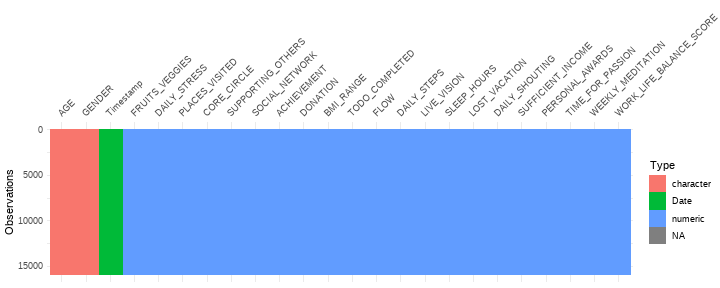 AGE
GENDER
Timestamp
FRUITS_VEGGIES
DAILY_STRESS
PLACES_VISITED
CORE_CIRCLE
SUPPORTING_OTHERS
SOCIAL_NETWORK
ACHIEVEMENT
DONATION
BMI_RANGE
TODO_COMPLETED
FLOW
DAILY_STEPS
LIVE_VISION
SLEEP_HOURS
LOST_VACATION
DAILY_SHOUTING
SUFFICIENT_INCOME
PERSONAL_AWARDS
TIME_FOR_PASSION
WEEKLY_MEDITATION
WORK_LIFE_BALANCE_SCORE
Observations
0
5000
10000
15000
Type
character
Date
numeric
NA